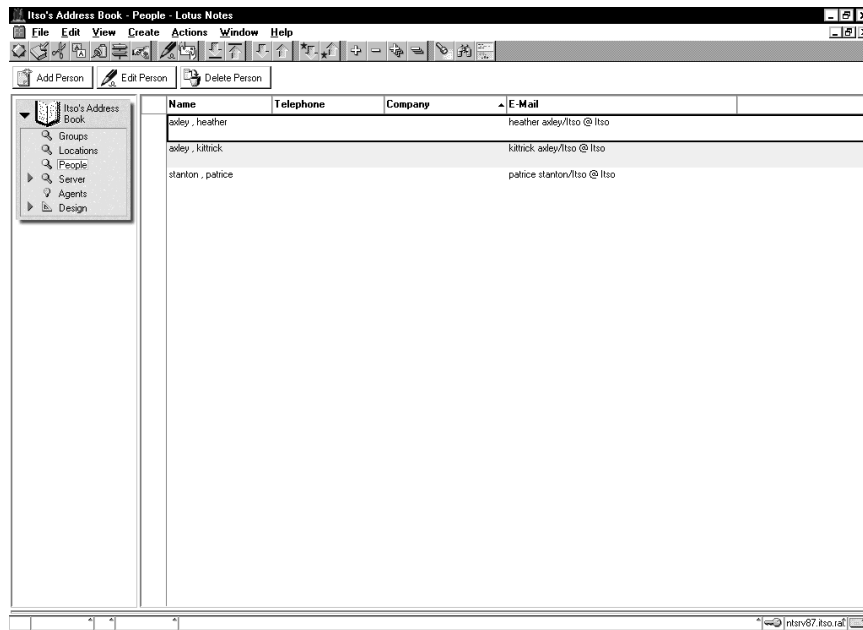 Itso's Address Book - People - Lotus Notes
File Edit View Create Actions Window Help
Add Person Edit Person Delete Person
Itso's Address Book
Groups
Locations
People
Server
Agents
Design
Name Telephone Company E-Mail
axley , heather heather axley/Itso @ Itso
axley , kittrick kittrick axley/Itso @ Itso
stanton , patrice patrice stanton/Itso @ Itso
ntsrv87.itso.ral